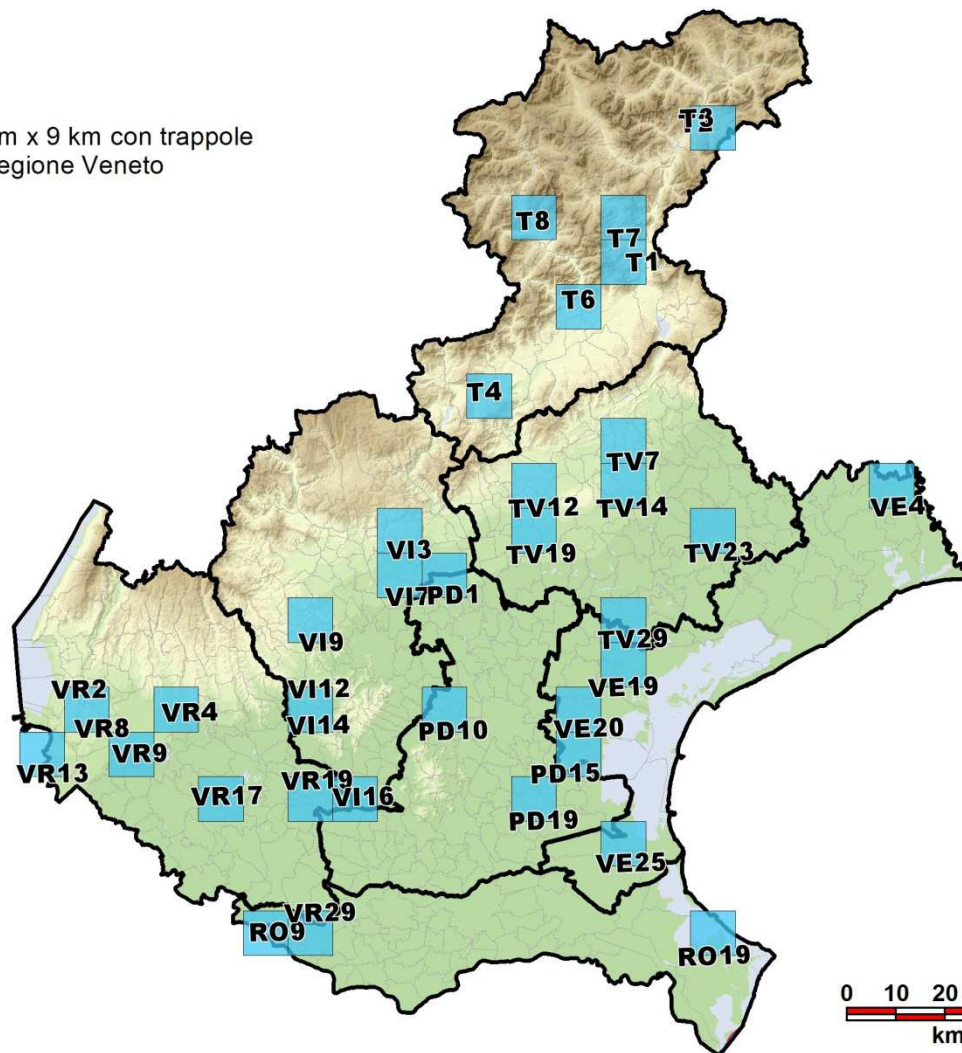 m x 9 km con trappole
egione Veneto
T3
T8
T7
T1
T6
T4
TV7
TV12
TV14
VE4
VI3
TV19
TV23
VI7
PD1
VI9
TV29
VR2
VI12
VE19
VR8
VR4
VI14
PD10
VE20
VR9
VR13
VR19
PD15
VR17
VI16
PD19
VE25
VR29
RO9
RO19
0 10 20
km